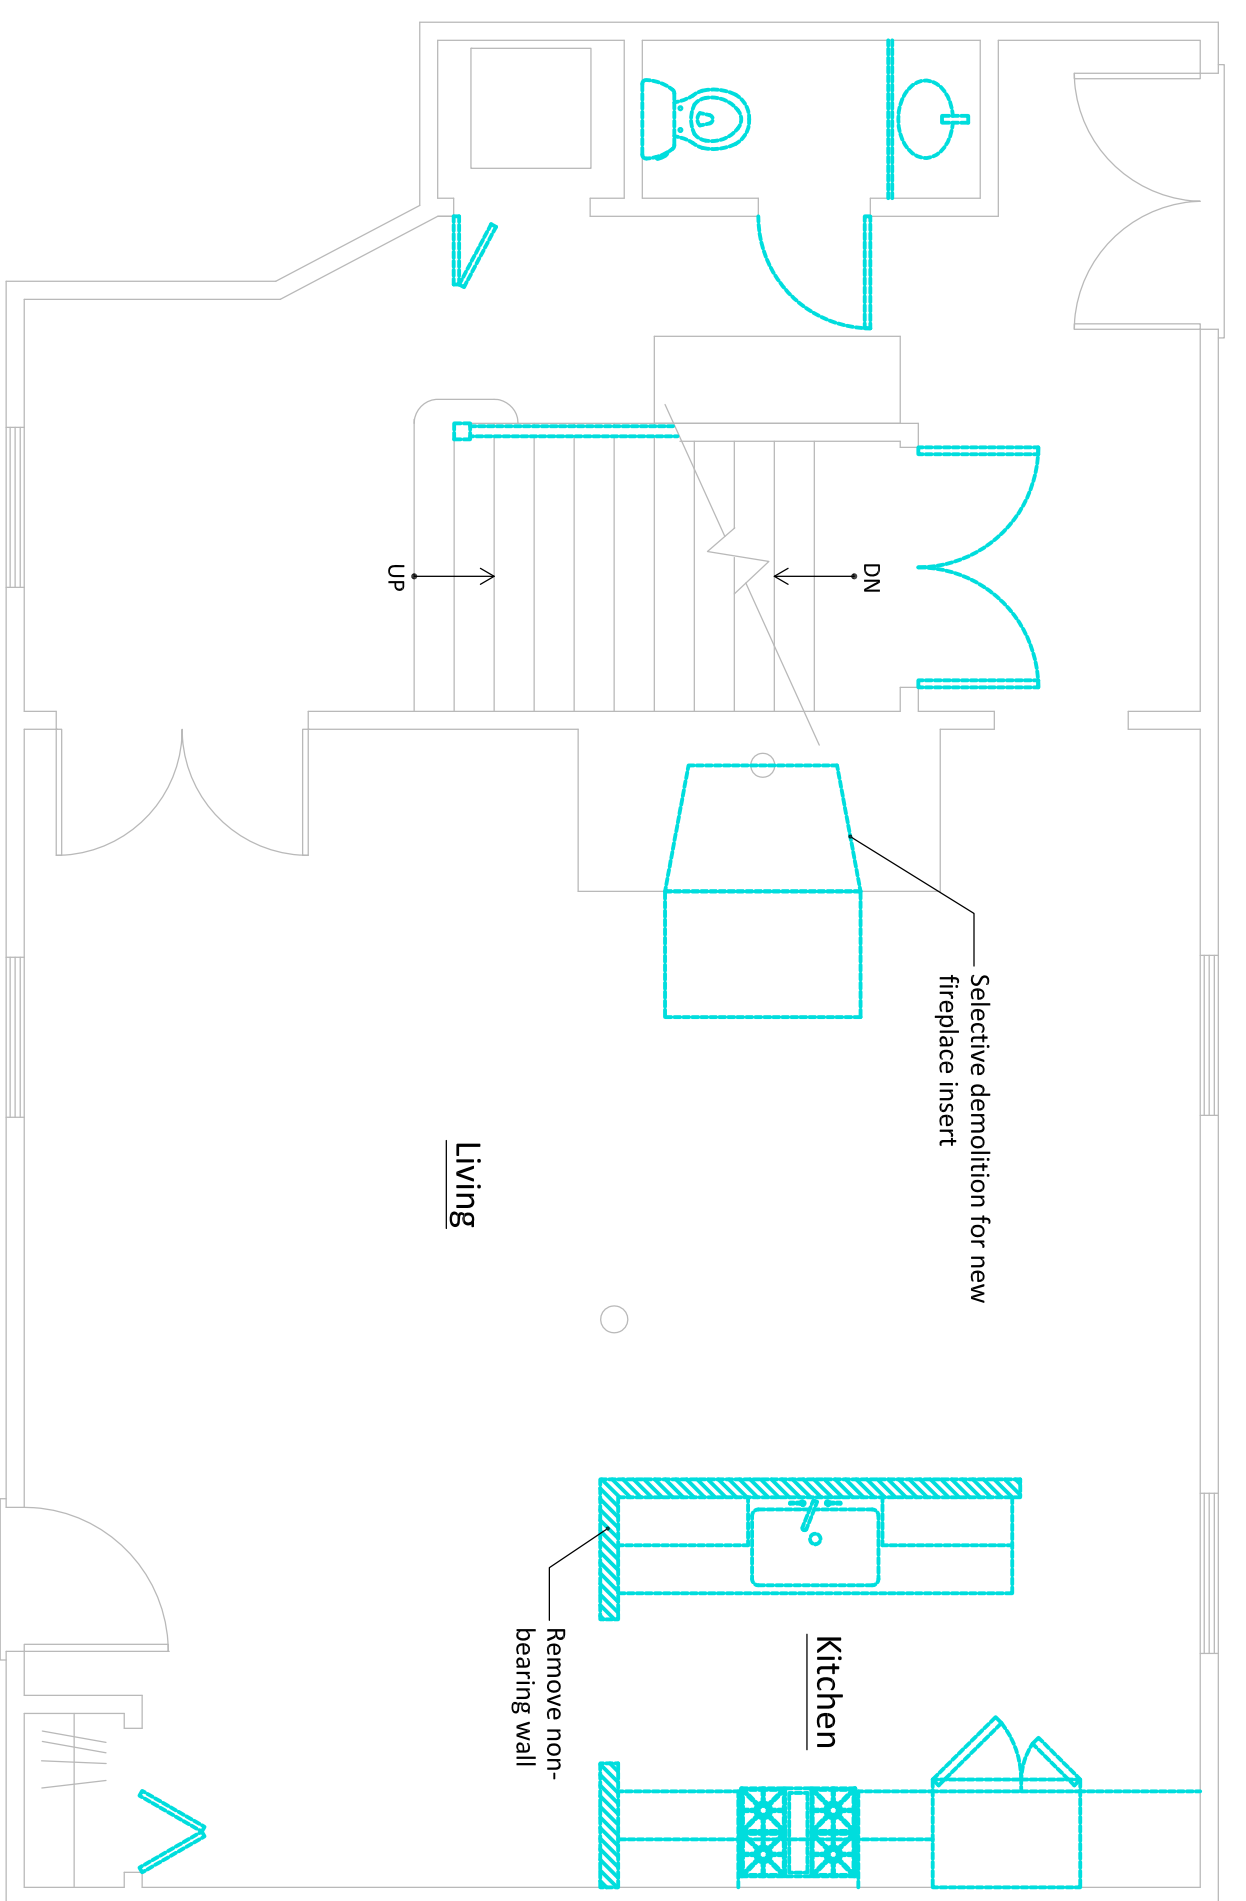 DN
UP
Selective demolition for new
fireplace insert
Living
Kitchen
Remove non-
bearing wall